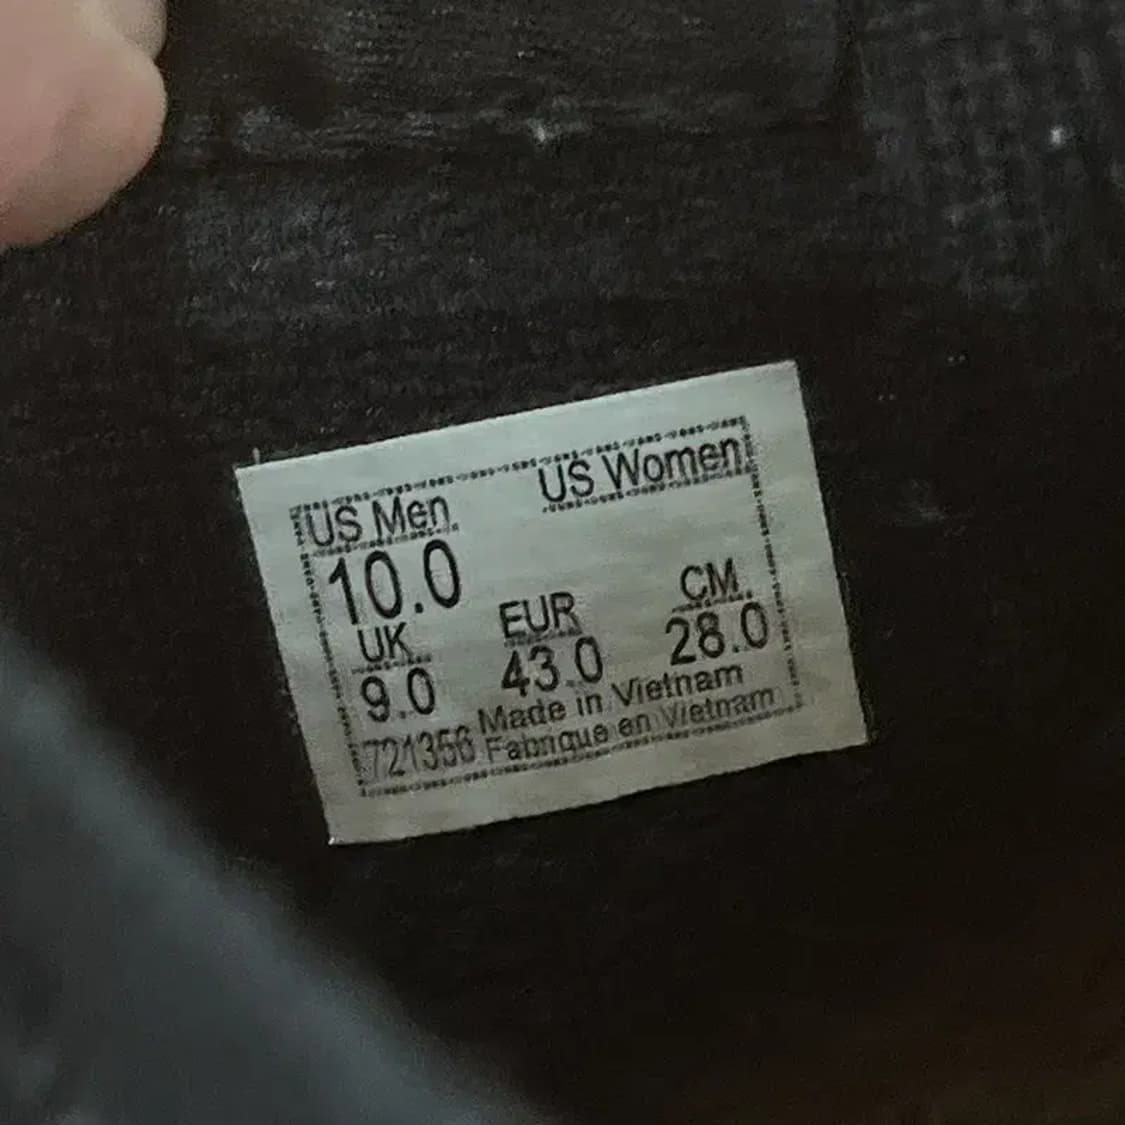 US Men US Women
10.0
UK EUR CM
9.0 43.0 28.0
Made in Vietnam
721356 Fabrique en Vietnam